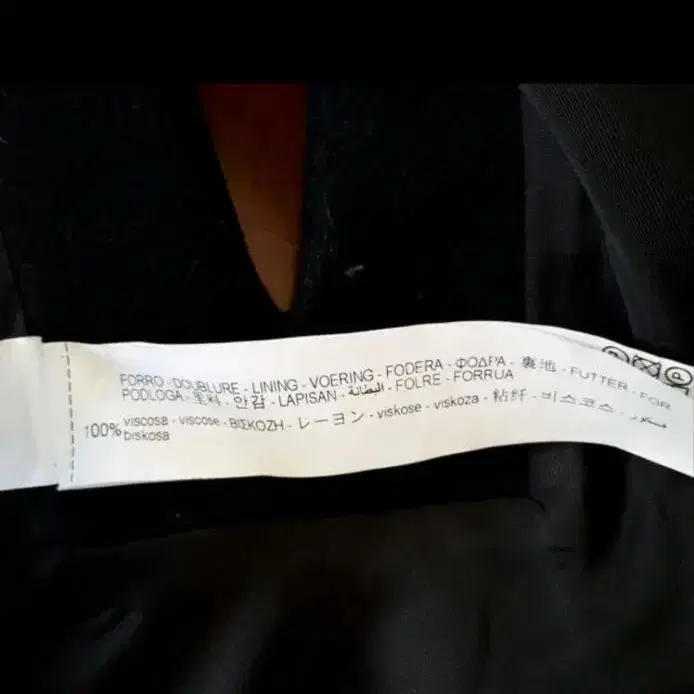 FORRO - DOUBLURE - LINING - VOERING - FODERA - ΦΟΔΡΑ - 裏地 - FUTTER - FOR
PODLOGA - 里料 - 안감 - LAPISAN - البطانة - FOLRE - FORRUA
100% viscosa - viscose - ΒΙΣΚΟΖΗ - レーヨン - viskose - viskoza - 粘纤 - 비스코스 - فسكوز
biskosa